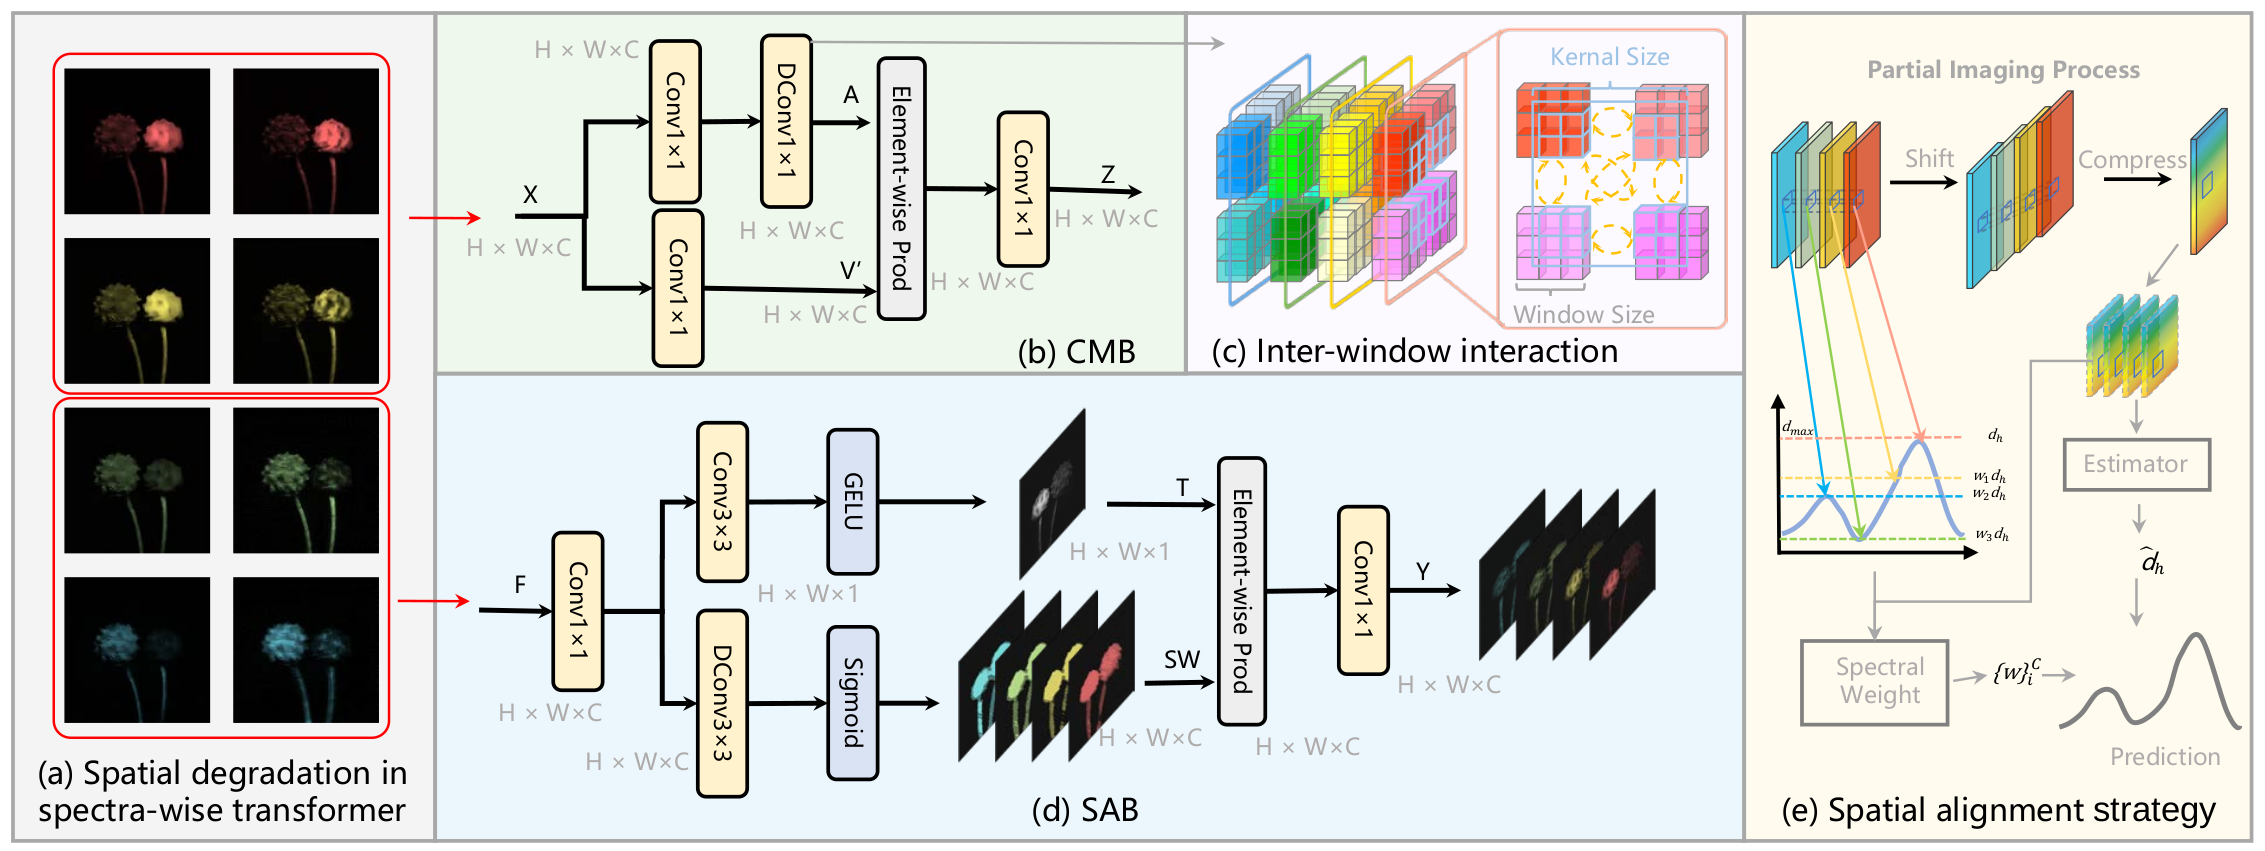 (a) Spatial degradation in
spectra-wise transformer
H × W×C
Conv1×1
DConv1×1
A
Element-wise Prod
X
H × W×C
H × W×C
Conv1×1
V’
H × W×C
H × W×C
Conv1×1
Z
H × W×C
(b) CMB
Kernal Size
Window Size
(c) Inter-window interaction
F
Conv1×1
H × W×C
Conv3×3
GELU
H × W×1
DConv3×3
H × W×C
Sigmoid
T
H × W×1
SW
H × W×C
Element-wise Prod
H × W×C
Conv1×1
Y
H × W×C
(d) SAB
Partial Imaging Process
Shift
Compress
d_max
d_h
w_1 d_h
w_2 d_h
w_3 d_h
Estimator
d̂_h
Spectral
Weight
{w}_i^C
Prediction
(e) Spatial alignment strategy